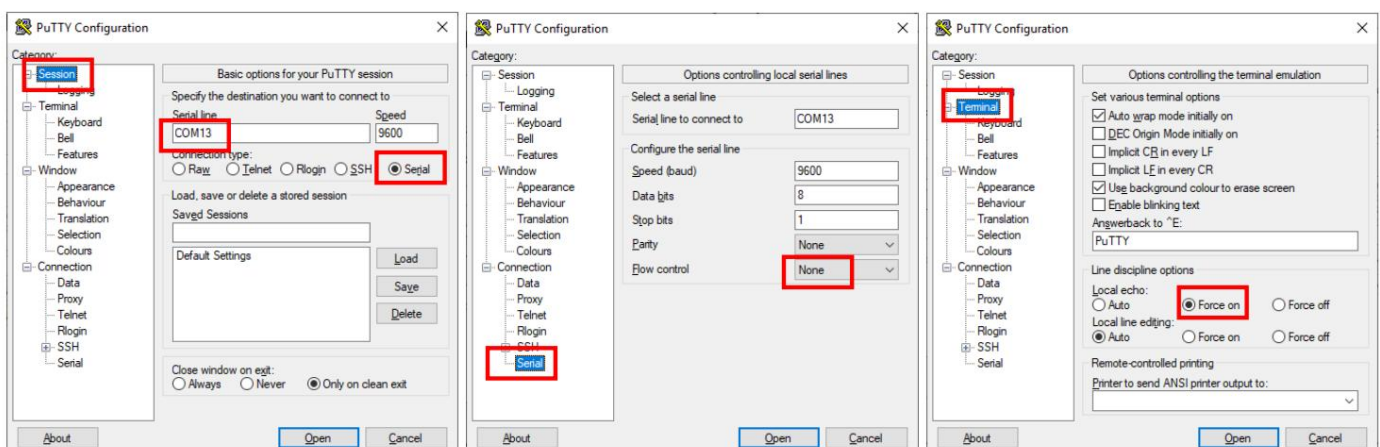 PuTTY Configuration
Category:
Session
Logging
Terminal
Keyboard
Bell
Features
Window
Appearance
Behaviour
Translation
Selection
Colours
Connection
Data
Proxy
Telnet
Rlogin
SSH
Serial
Basic options for your PuTTY session
Specify the destination you want to connect to
Serial line Speed
COM13 9600
Connection type:
Raw Telnet Rlogin SSH Serial
Load, save or delete a stored session
Saved Sessions
Default Settings
Load
Save
Delete
Close window on exit:
Always Never Only on clean exit
About Open Cancel
PuTTY Configuration
Category:
Session
Logging
Terminal
Keyboard
Bell
Features
Window
Appearance
Behaviour
Translation
Selection
Colours
Connection
Data
Proxy
Telnet
Rlogin
SSH
Serial
Options controlling local serial lines
Select a serial line
Serial line to connect to COM13
Configure the serial line
Speed (baud) 9600
Data bits 8
Stop bits 1
Parity None
Flow control None
About Open Cancel
PuTTY Configuration
Category:
Session
Logging
Terminal
Keyboard
Bell
Features
Window
Appearance
Behaviour
Translation
Selection
Colours
Connection
Data
Proxy
Telnet
Rlogin
SSH
Serial
Options controlling the terminal emulation
Set various terminal options
Auto wrap mode initially on
DEC Origin Mode initially on
Implicit CR in every LF
Implicit LF in every CR
Use background colour to erase screen
Enable blinking text
Answerback to ^E:
PuTTY
Line discipline options
Local echo:
Auto Force on Force off
Local line editing:
Auto Force on Force off
Remote-controlled printing
Printer to send ANSI printer output to:
About Open Cancel